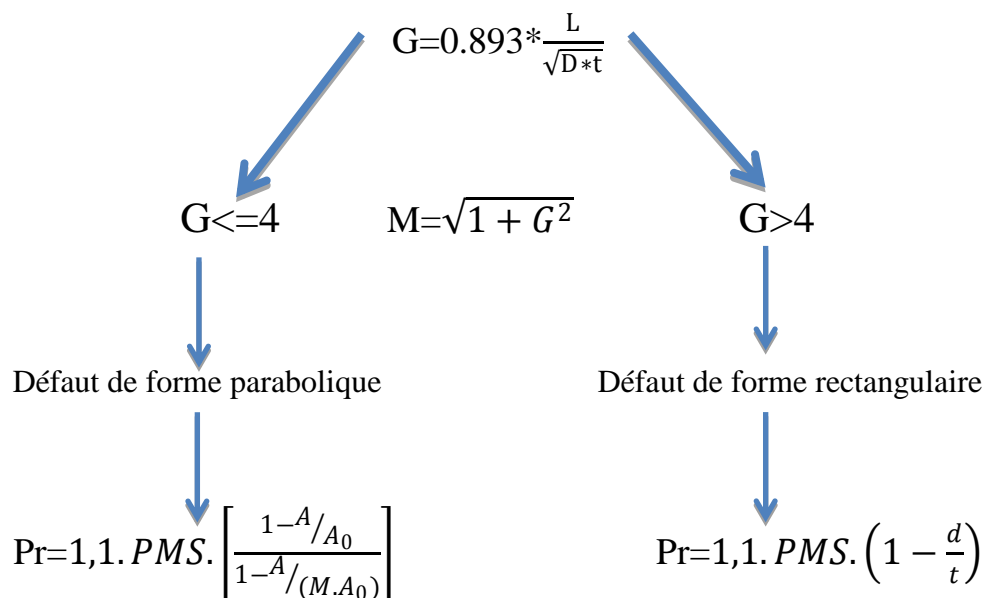 G=0.893*L/√(D*t)
G<=4 M=√(1 + G²) G>4
Défaut de forme parabolique Défaut de forme rectangulaire
Pr=1,1. PMS. [(1−A/A₀)/(1−A/(M.A₀))] Pr=1,1. PMS. (1 − d/t)